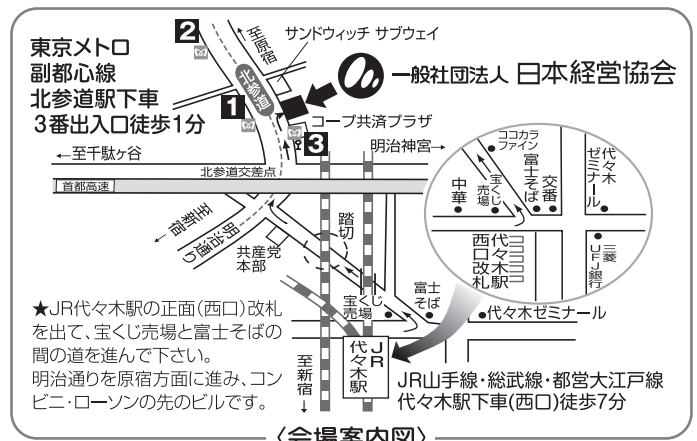 東京メトロ
副都心線
北参道駅下車
3番出入口徒歩1分
2
至原宿
サンドウィッチ サブウェイ
北参道
一般社団法人 日本経営協会
1
コープ共済プラザ
3
←至千駄ヶ谷
明治神宮→
北参道交差点
首都高速
至新宿
明治通り
共産党
本部
踏切
ココカラ
ファイン
宝くじ
売場
中華
富士そば
交番
代々木
ゼミナール
代々木駅
西口改札
三菱
UFJ銀行
★JR代々木駅の正面(西口)改札
を出て、宝くじ売場と富士そばの
間の道を進んで下さい。
明治通りを原宿方面に進み、コン
ビニ・ローソンの先のビルです。
宝くじ
売場
富士
そば
代々木ゼミナール
至新宿
JR
代々木駅
JR山手線・総武線・都営大江戸線
代々木駅下車(西口)徒歩7分
〈会場案内図〉